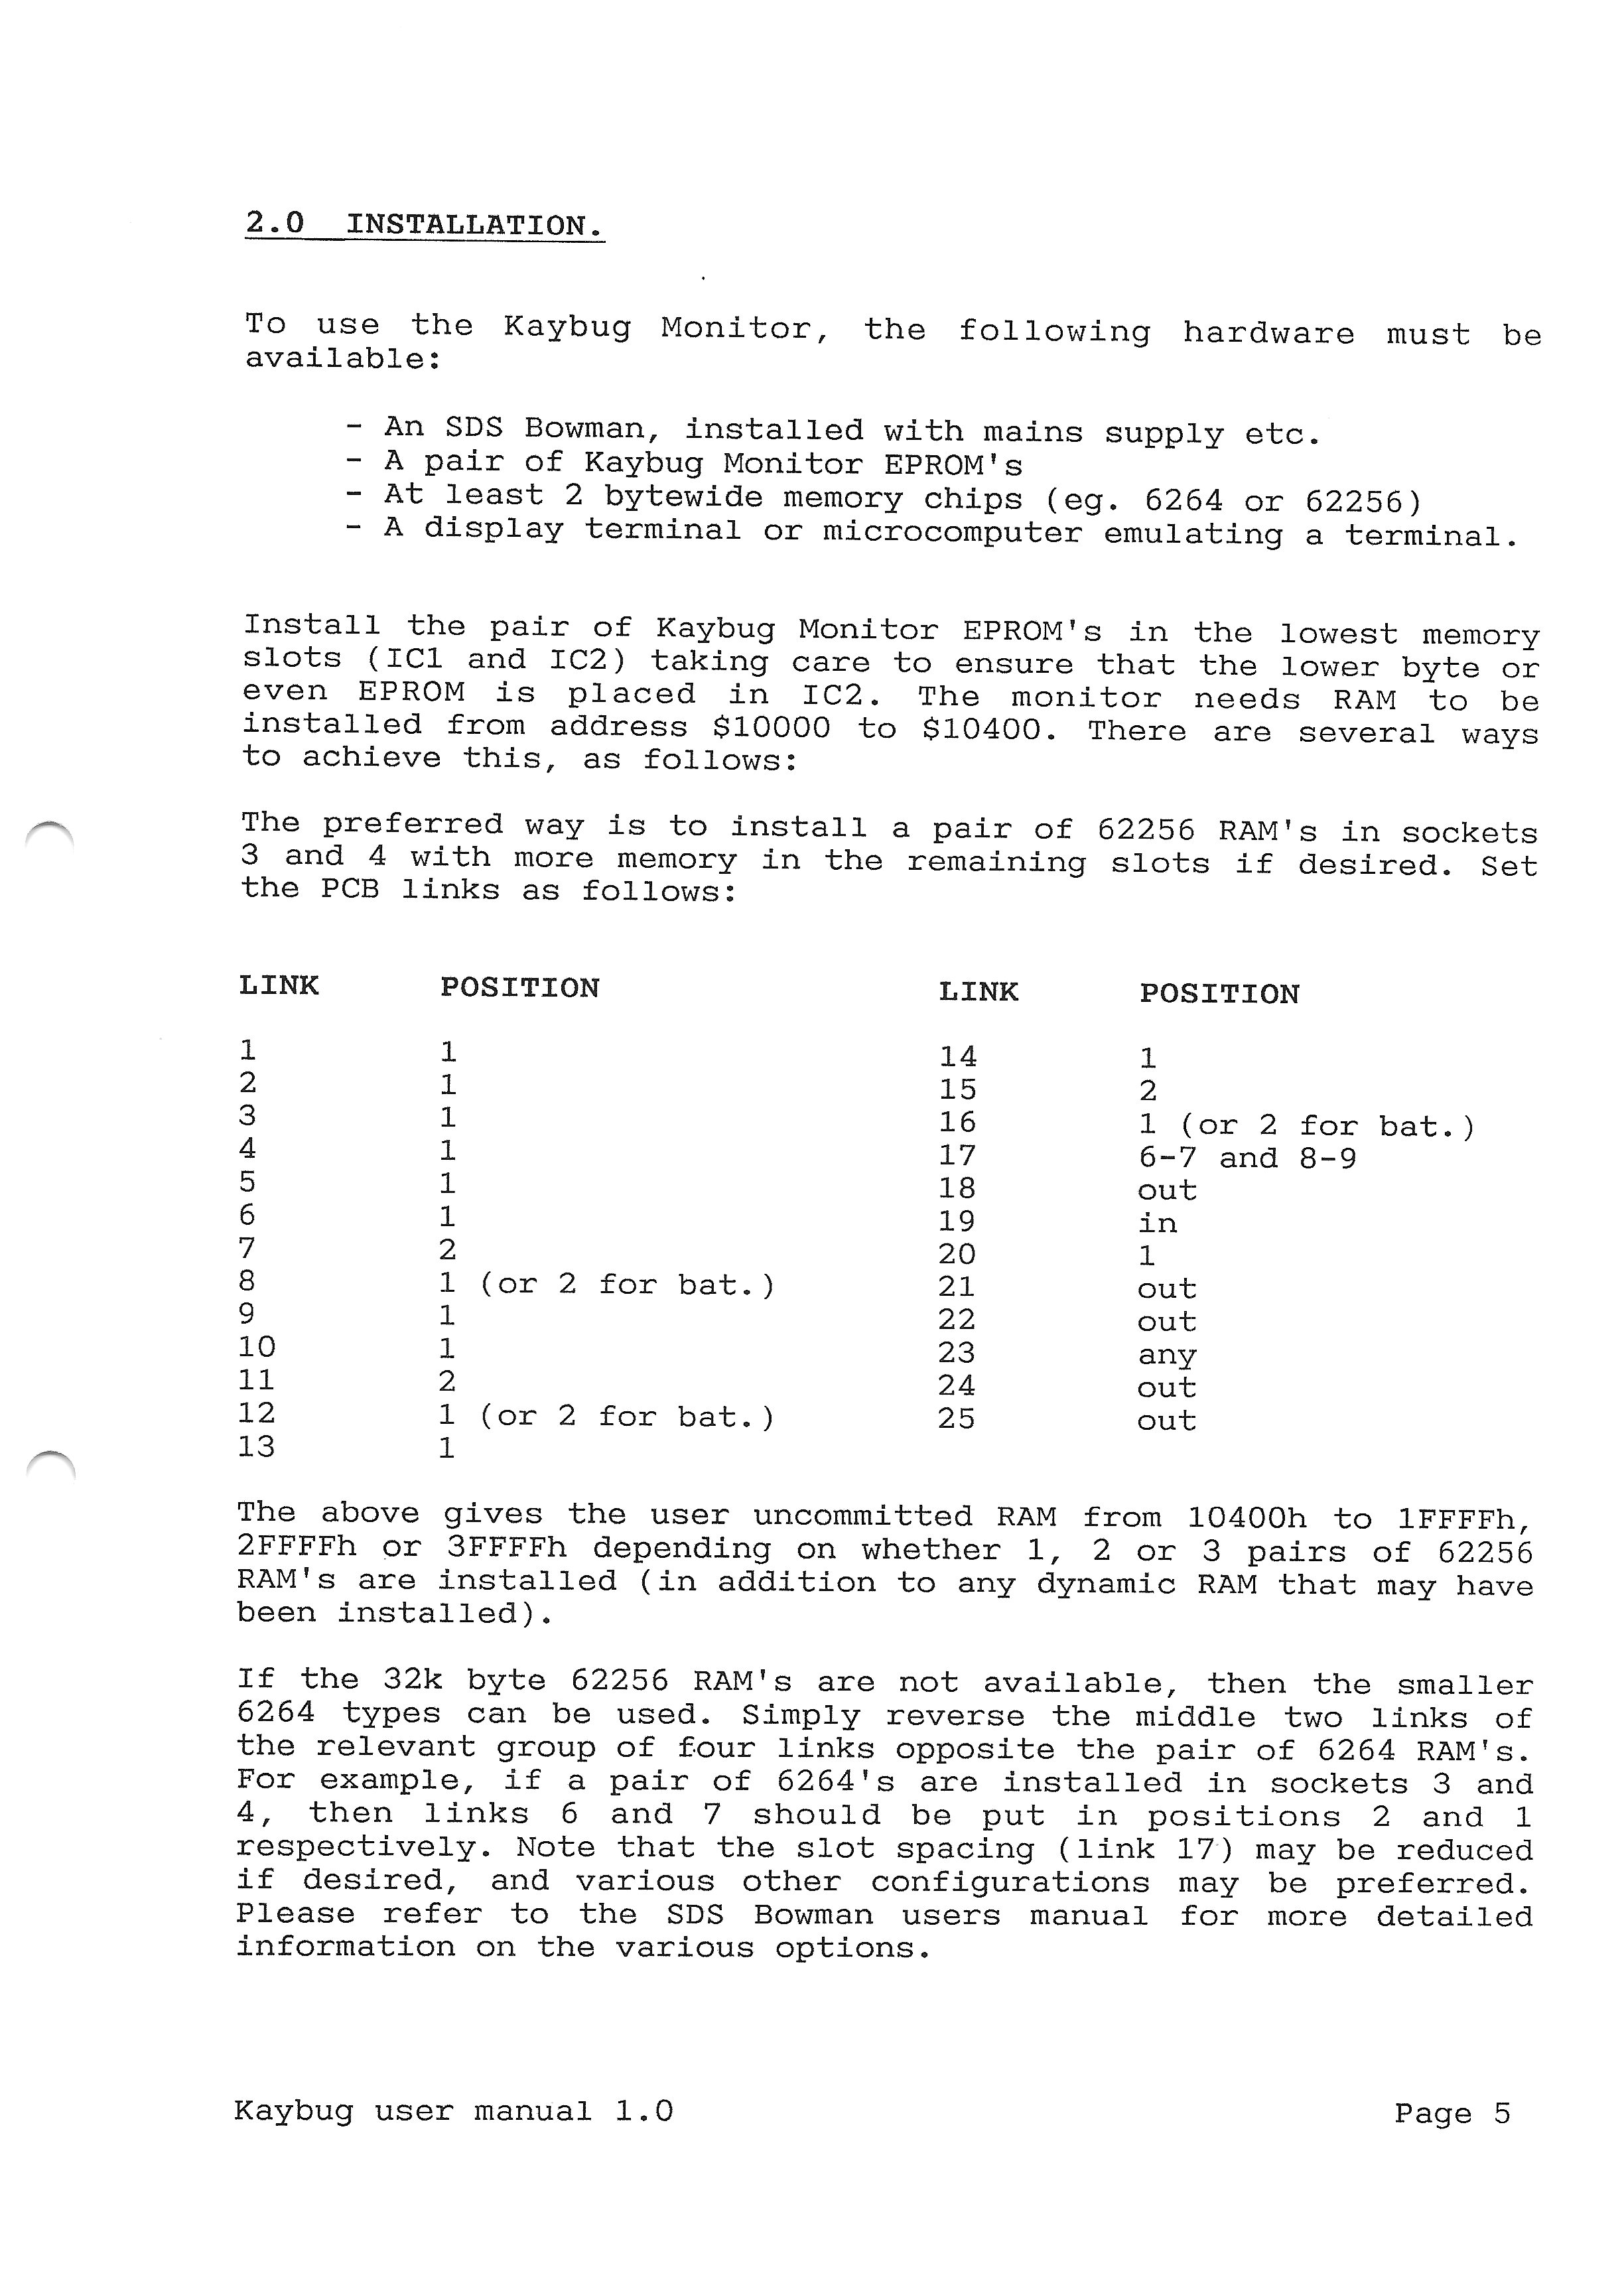 2.0 INSTALLATION.
To use the Kaybug Monitor, the following hardware must be
available:
- An SDS Bowman, installed with mains supply etc.
- A pair of Kaybug Monitor EPROM's
- At least 2 bytewide memory chips (eg. 6264 or 62256)
- A display terminal or microcomputer emulating a terminal.
Install the pair of Kaybug Monitor EPROM's in the lowest memory
slots (IC1 and IC2) taking care to ensure that the lower byte or
even EPROM is placed in IC2. The monitor needs RAM to be
installed from address $10000 to $10400. There are several ways
to achieve this, as follows:
The preferred way is to install a pair of 62256 RAM's in sockets
3 and 4 with more memory in the remaining slots if desired. Set
the PCB links as follows:
LINK POSITION LINK POSITION
1 1 14 1
2 1 15 2
3 1 16 1 (or 2 for bat.)
4 1 17 6-7 and 8-9
5 1 18 out
6 1 19 in
7 2 20 1
8 1 (or 2 for bat.) 21 out
9 1 22 out
10 1 23 any
11 2 24 out
12 1 (or 2 for bat.) 25 out
13 1
The above gives the user uncommitted RAM from 10400h to 1FFFFh,
2FFFFh or 3FFFFh depending on whether 1, 2 or 3 pairs of 62256
RAM's are installed (in addition to any dynamic RAM that may have
been installed).
If the 32k byte 62256 RAM's are not available, then the smaller
6264 types can be used. Simply reverse the middle two links of
the relevant group of four links opposite the pair of 6264 RAM's.
For example, if a pair of 6264's are installed in sockets 3 and
4, then links 6 and 7 should be put in positions 2 and 1
respectively. Note that the slot spacing (link 17) may be reduced
if desired, and various other configurations may be preferred.
Please refer to the SDS Bowman users manual for more detailed
information on the various options.
Kaybug user manual 1.0 Page 5